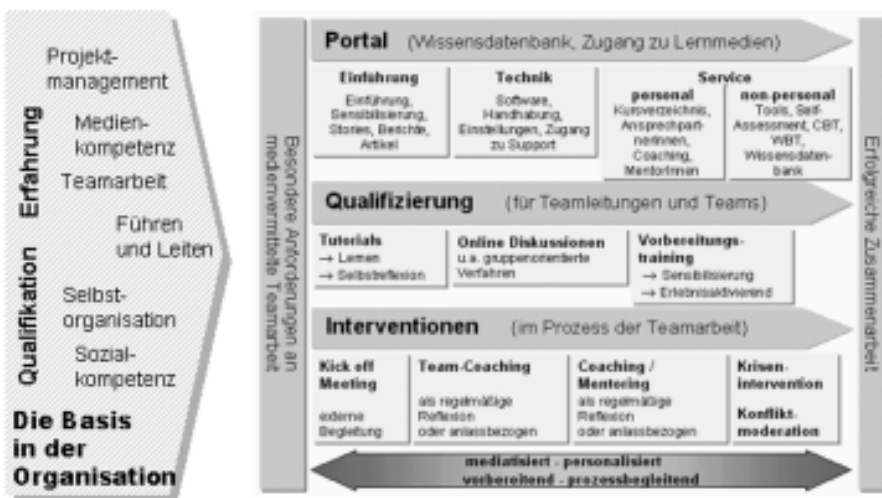 Projekt-
management
Medien-
kompetenz
Teamarbeit
Führen
und Leiten
Selbst-
organisation
Sozial-
kompetenz
Qualifikation Erfahrung
Die Basis
in der
Organisation
Besondere Anforderungen an
medienvermittelte Teamarbeit
Portal (Wissensdatenbank, Zugang zu Lernmedien)
Einführung
Einführung,
Sensibilisierung,
Stories, Berichte,
Artikel
Technik
Software,
Handhabung,
Einstellungen, Zugang
zu Support
Service
personal
Kursverzeichnis,
Ansprechpart-
nerInnen,
Coaching,
MentorInnen
non-personal
Tools, Self-
Assessment, CBT,
WBT,
Wissensdaten-
bank
Qualifizierung (für Teamleitungen und Teams)
Tutorials
→ Lernen
→ Selbstreflexion
Online Diskussionen
u.a. gruppenorientierte
Verfahren
Vorbereitungs-
training
→ Sensibilisierung
→ Erlebnisaktivierend
Interventionen (im Prozess der Teamarbeit)
Kick off
Meeting
externe
Begleitung
Team-Coaching
als regelmäßige
Reflexion
oder anlassbezogen
Coaching /
Mentoring
als regelmäßige
Reflexion
oder anlassbezogen
Krisen-
intervention
Konflikt-
moderation
mediatisiert - personalisiert
vorbereitend - prozessbegleitend
Erfolgreiche Zusammenarbeit